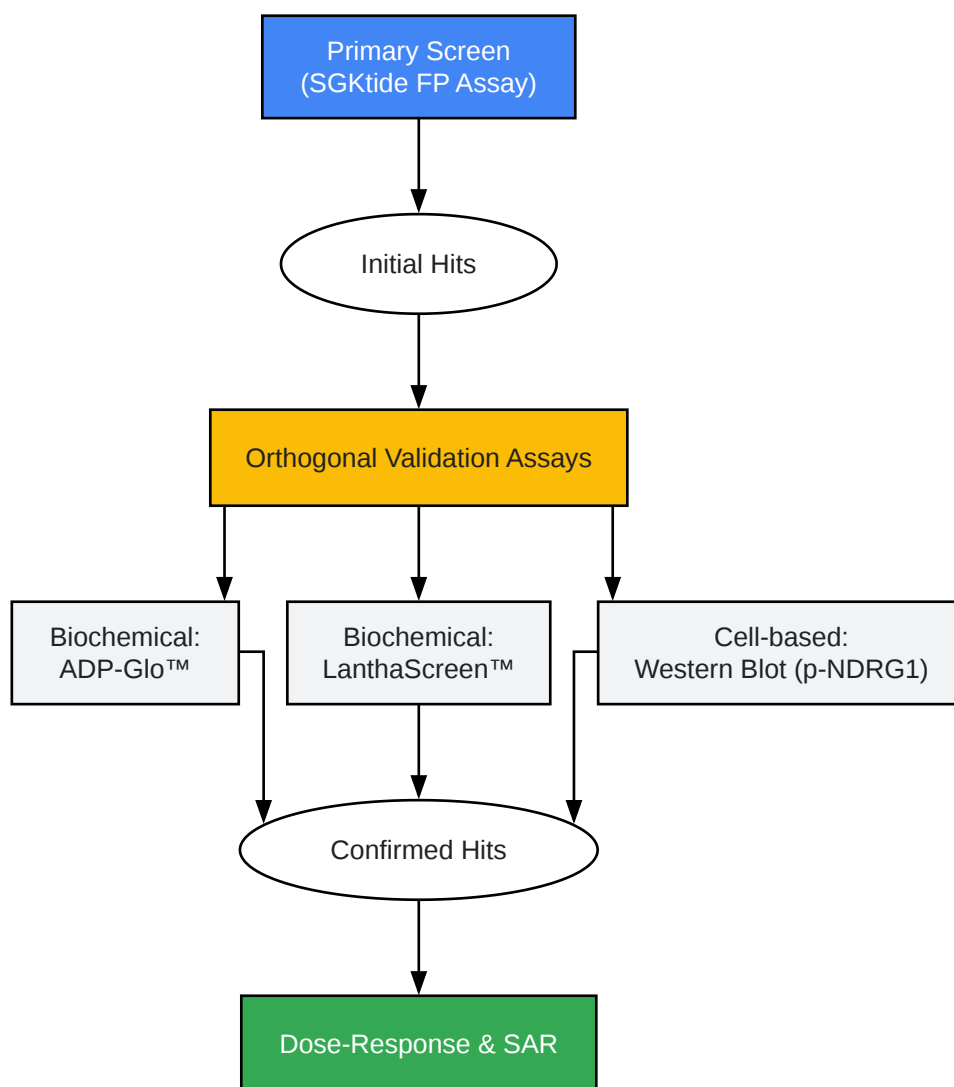 Primary Screen
(SGKtide FP Assay)
Initial Hits
Orthogonal Validation Assays
Biochemical:
ADP-Glo™
Biochemical:
LanthaScreen™
Cell-based:
Western Blot (p-NDRG1)
Confirmed Hits
Dose-Response & SAR